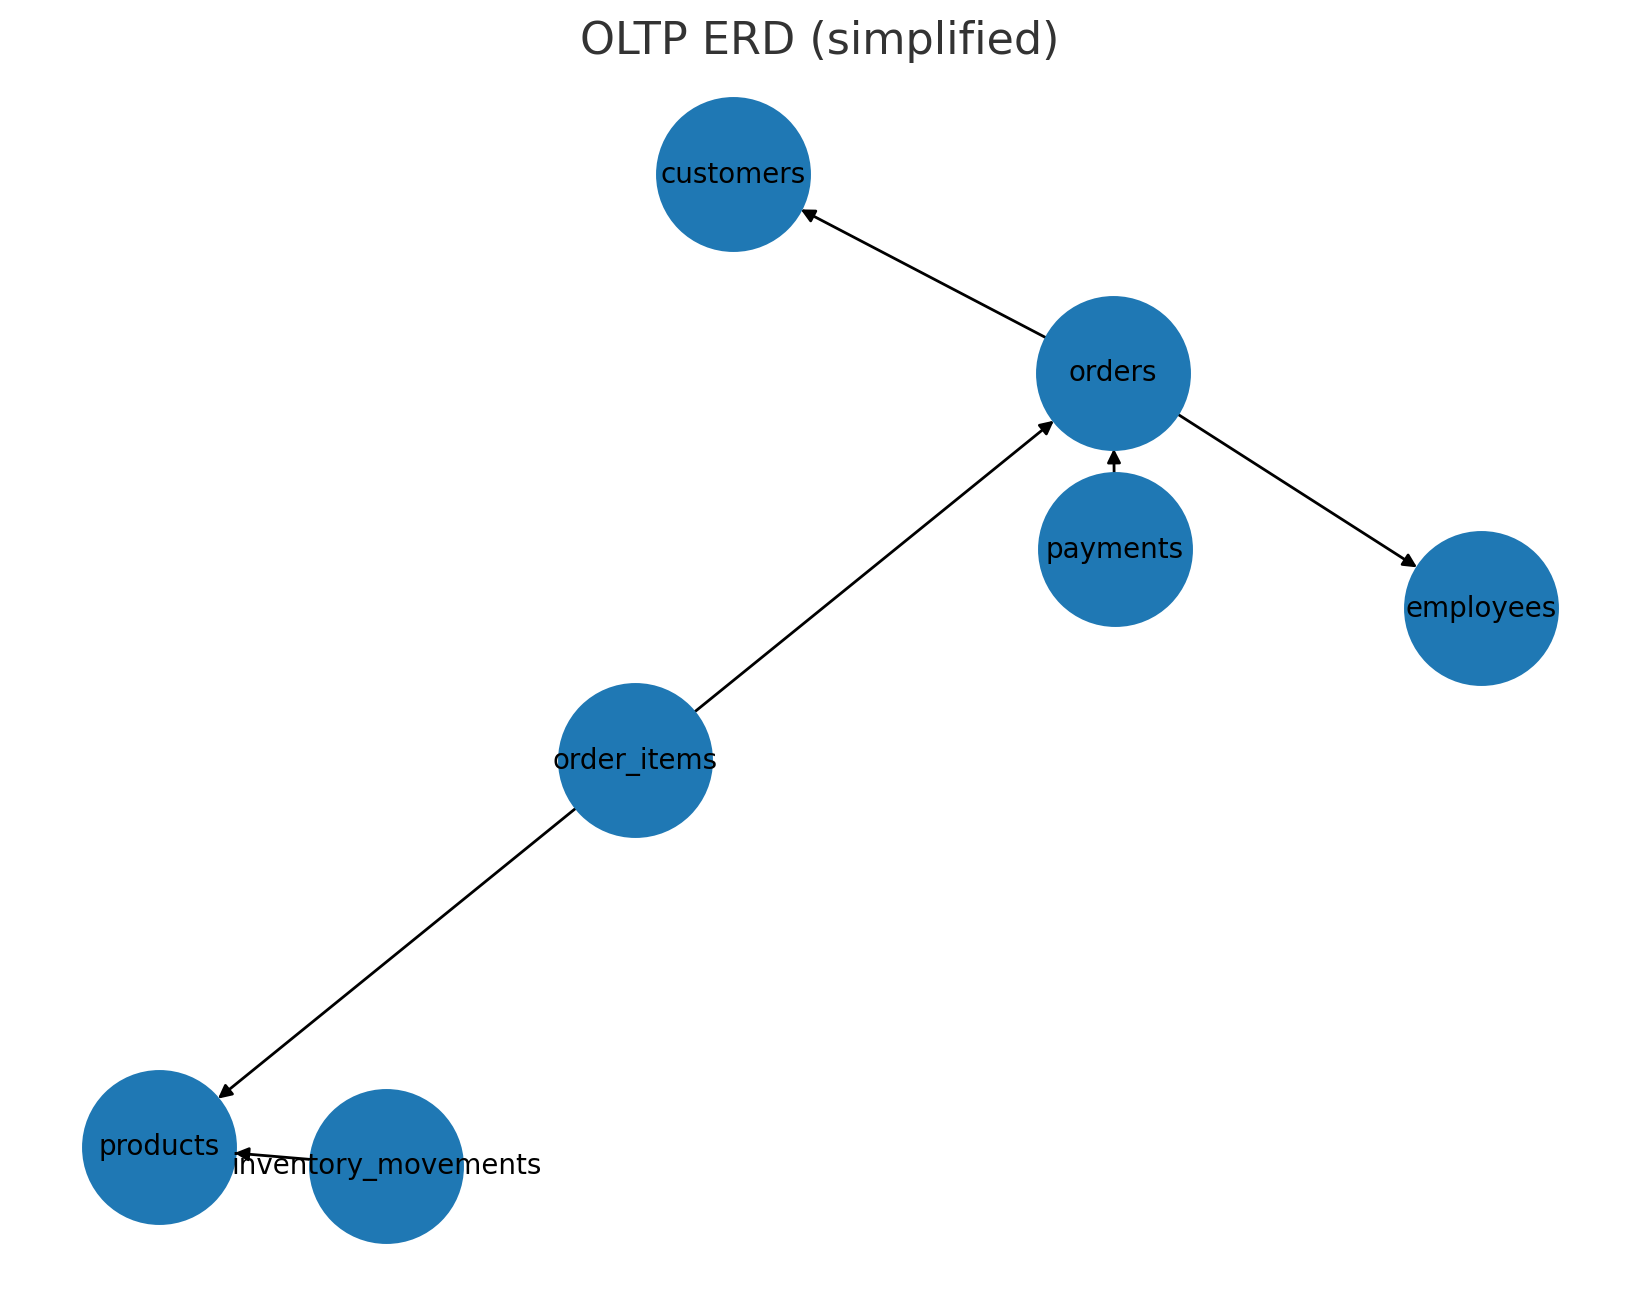 OLTP ERD (simplified)
customers
orders
payments
employees
order_items
products
inventory_movements